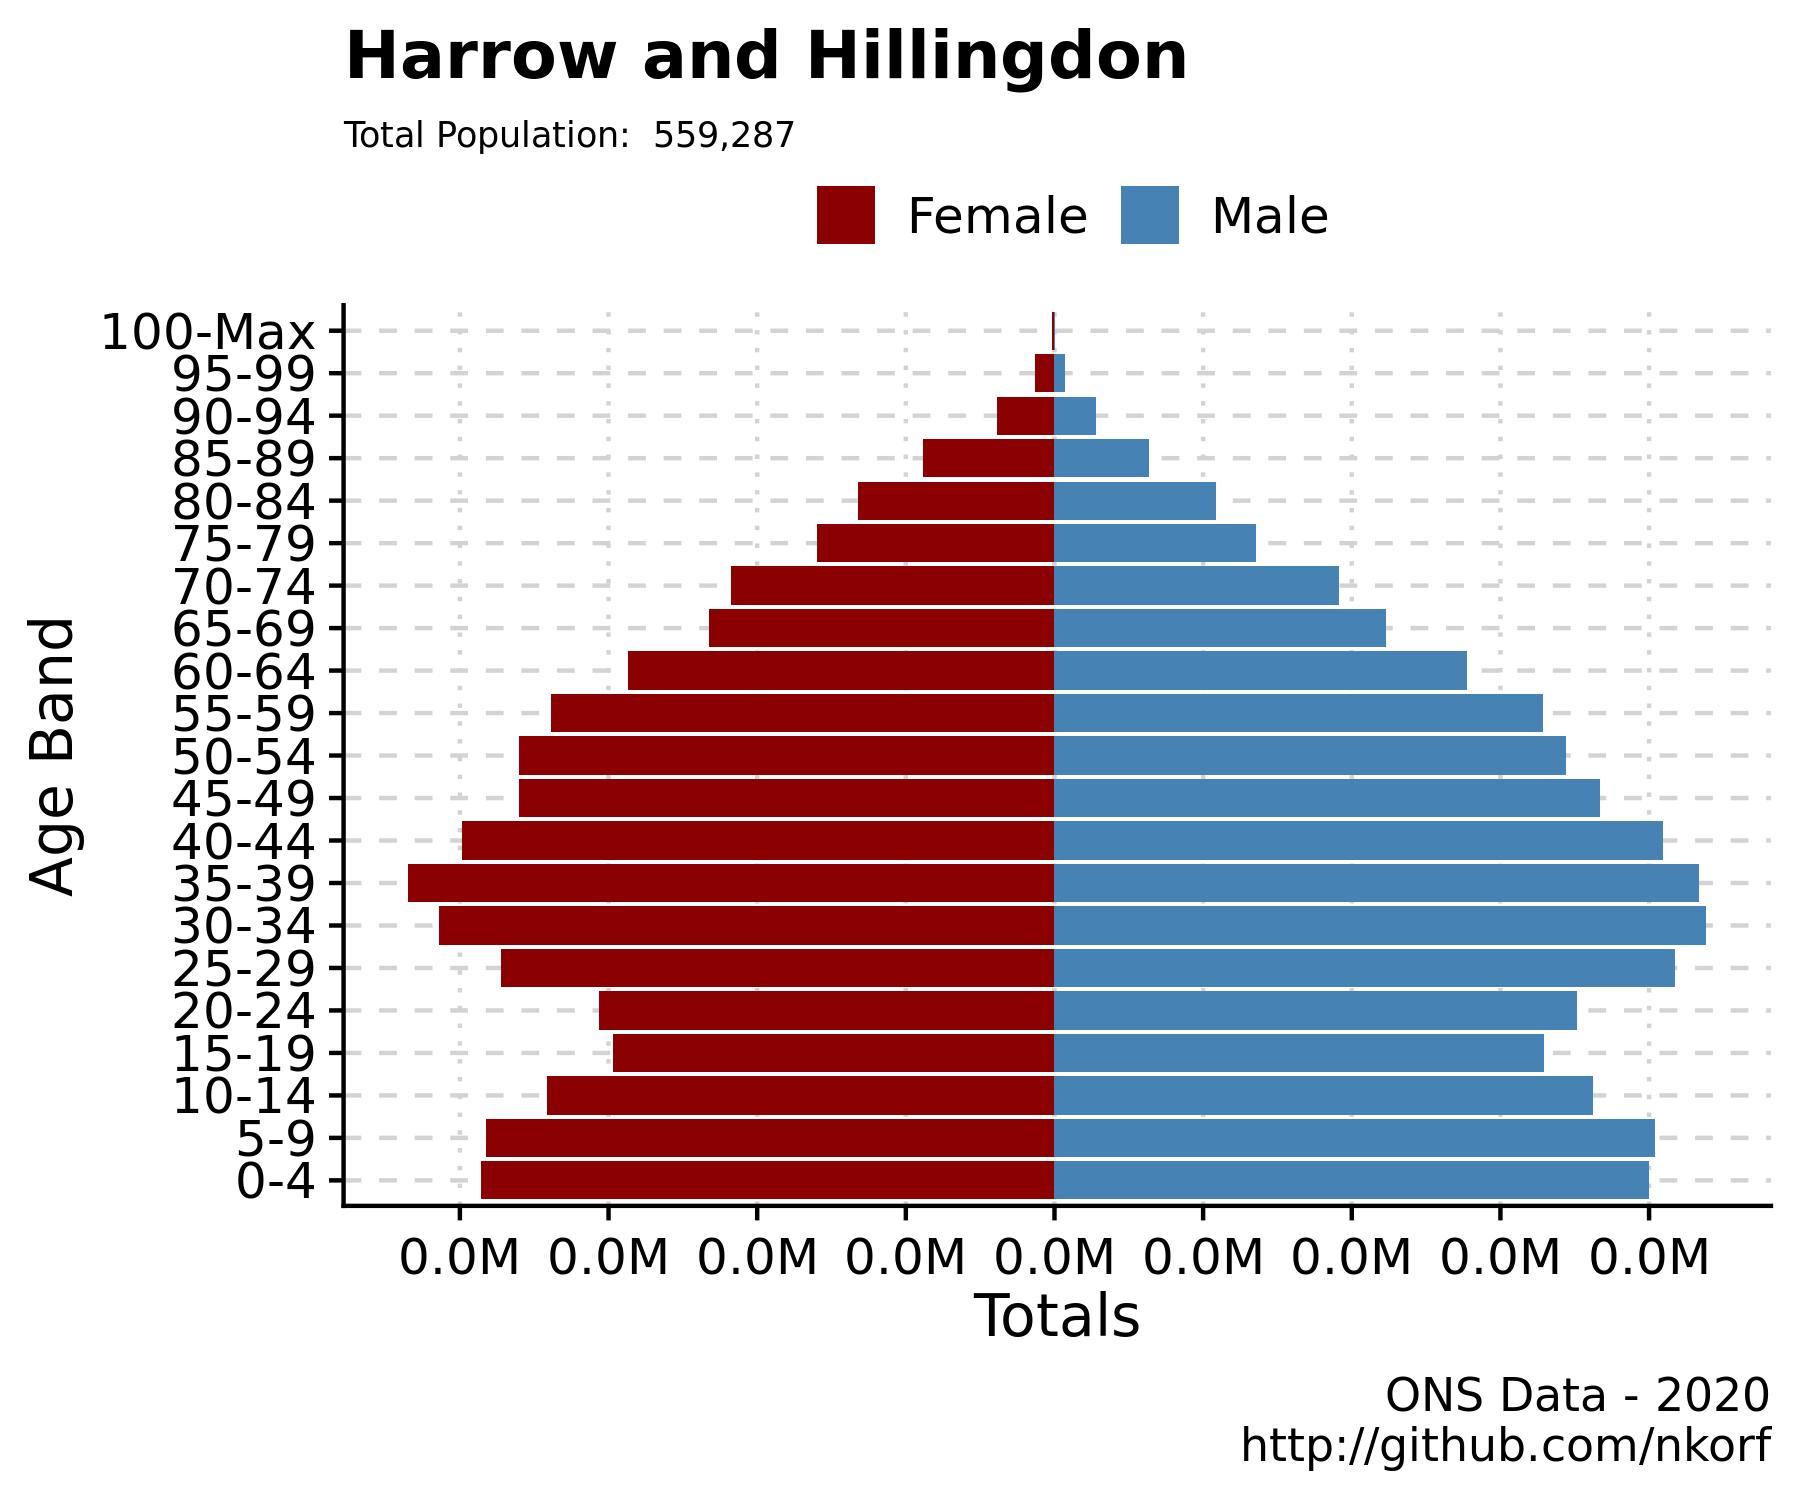 Harrow and Hillingdon
Total Population:  559,287
Female Male
100-Max
95-99
90-94
85-89
80-84
75-79
70-74
65-69
60-64
55-59
50-54
45-49
40-44
35-39
30-34
25-29
20-24
15-19
10-14
5-9
0-4
Age Band
0.0M 0.0M 0.0M 0.0M 0.0M 0.0M 0.0M 0.0M 0.0M
Totals
ONS Data - 2020
http://github.com/nkorf